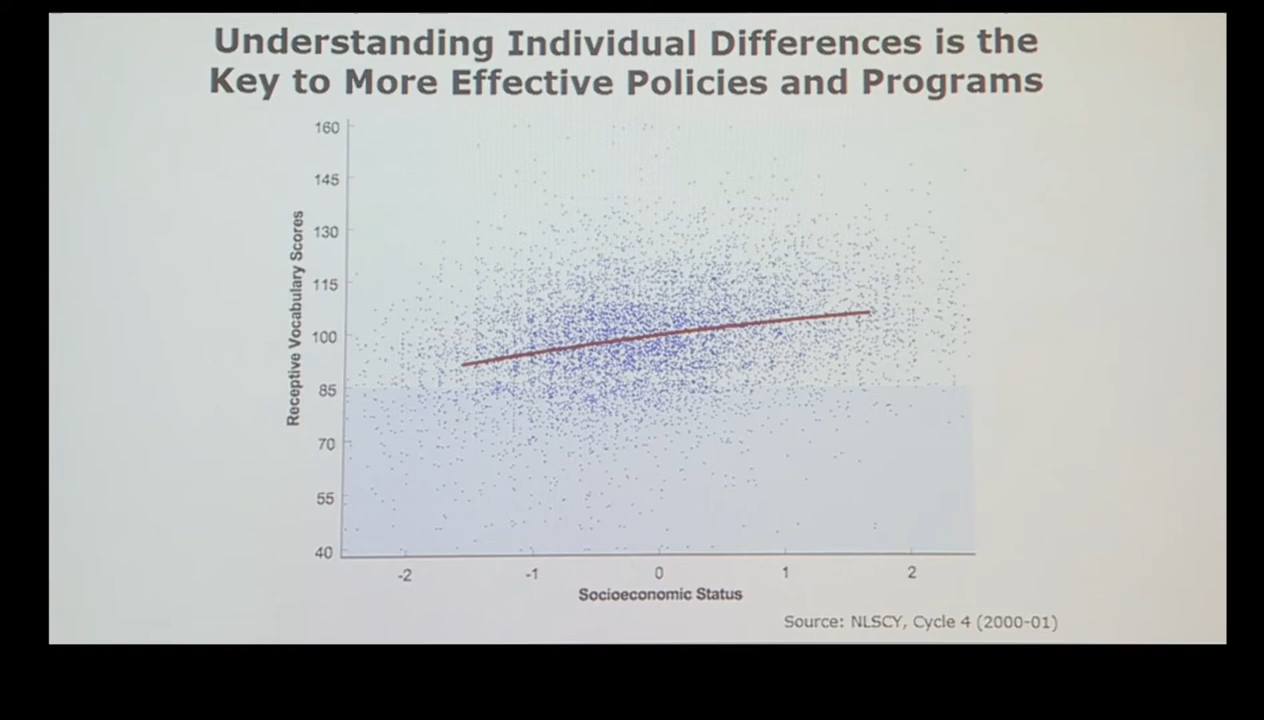 Understanding Individual Differences is the
Key to More Effective Policies and Programs
160
145
130
115
100
85
70
55
40
Receptive Vocabulary Scores
-2
-1
0
1
2
Socioeconomic Status
Source: NLSCY, Cycle 4 (2000-01)